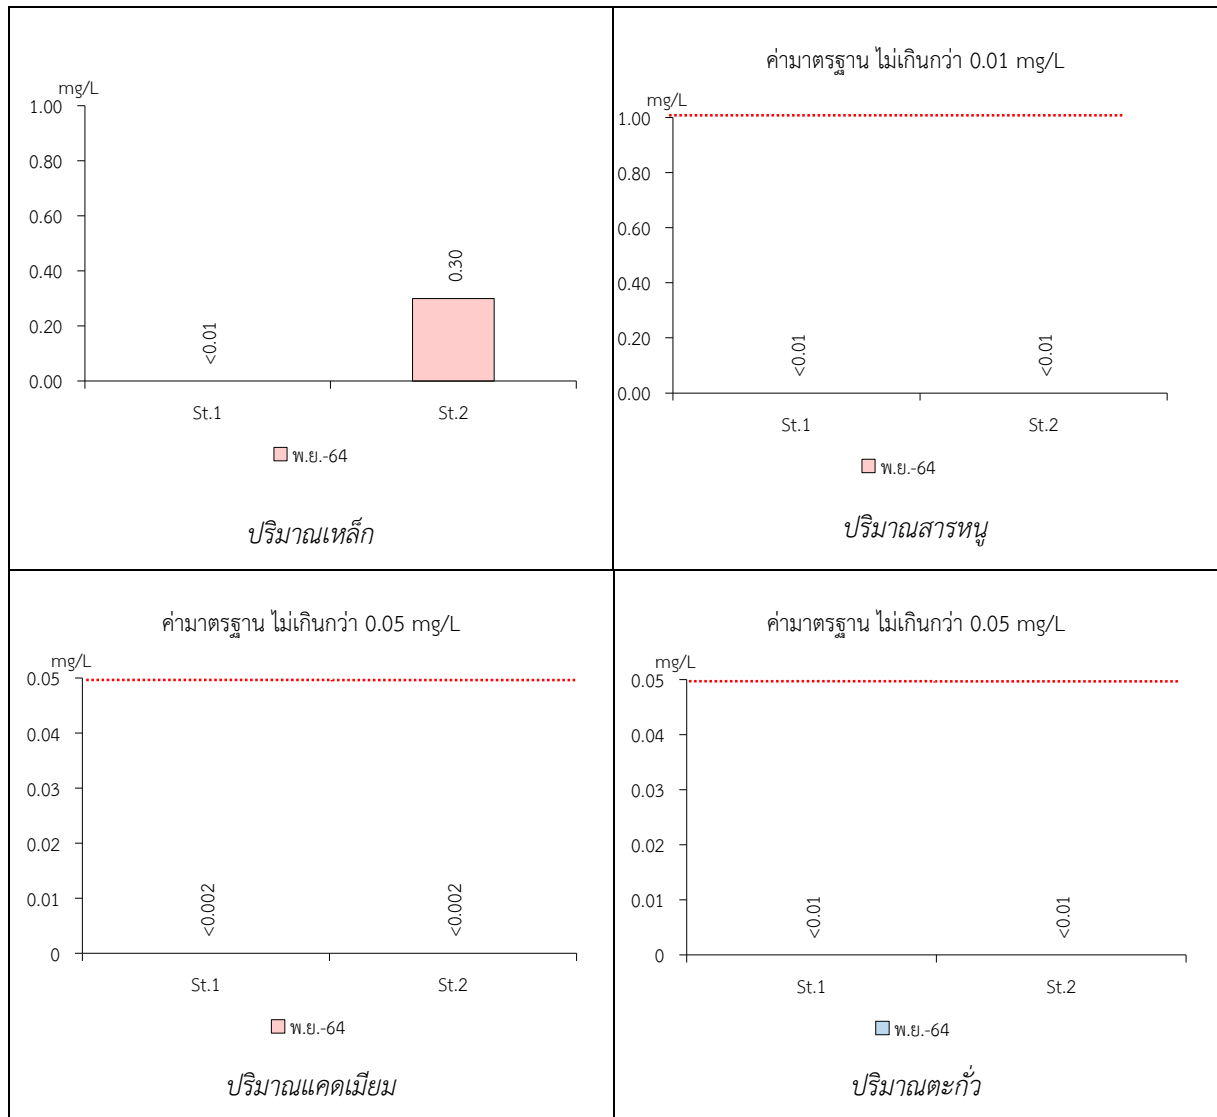 mg/L
1.00
0.80
0.60
0.40
0.20
0.00
<0.01
0.30
St.1 St.2
พ.ย.-64
ปริมาณเหล็ก
ค่ามาตรฐาน ไม่เกินกว่า 0.01 mg/L
mg/L
1.00
0.80
0.60
0.40
0.20
0.00
<0.01 <0.01
St.1 St.2
พ.ย.-64
ปริมาณสารหนู
ค่ามาตรฐาน ไม่เกินกว่า 0.05 mg/L
mg/L
0.05
0.04
0.03
0.02
0.01
0
<0.002 <0.002
St.1 St.2
พ.ย.-64
ปริมาณแคดเมียม
ค่ามาตรฐาน ไม่เกินกว่า 0.05 mg/L
mg/L
0.05
0.04
0.03
0.02
0.01
0
<0.01 <0.01
St.1 St.2
พ.ย.-64
ปริมาณตะกั่ว